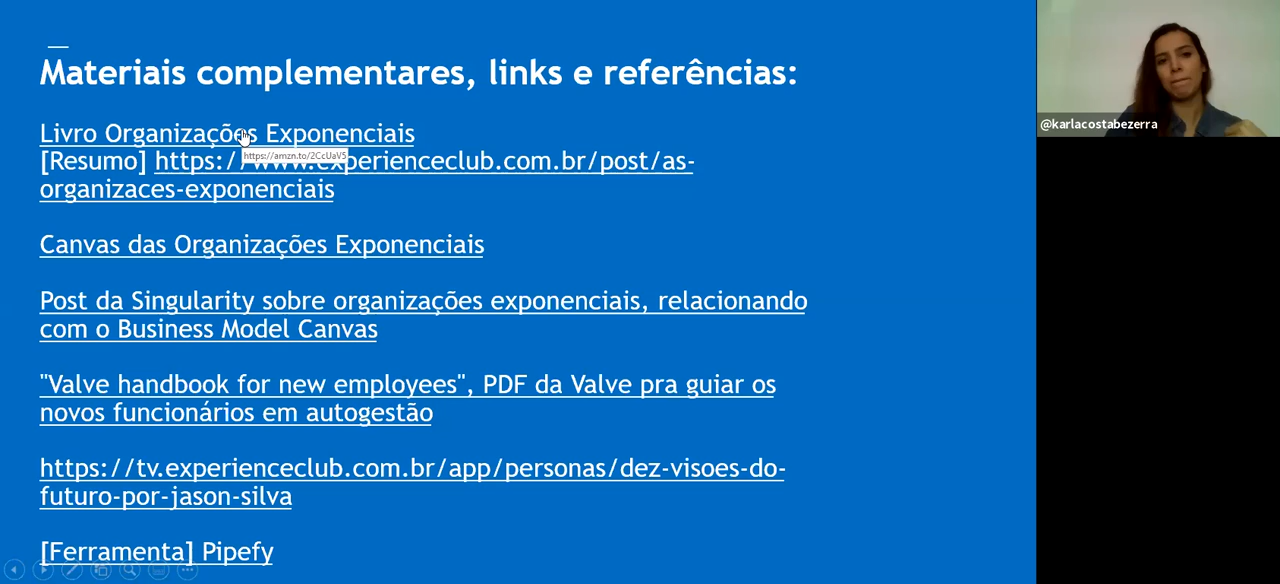 Materiais complementares, links e referências:
Livro Organizações Exponenciais
https://amzn.to/2CcUaV5
[Resumo] https://www.experienceclub.com.br/post/as-
organizaces-exponenciais
Canvas das Organizações Exponenciais
Post da Singularity sobre organizações exponenciais, relacionando
com o Business Model Canvas
"Valve handbook for new employees", PDF da Valve pra guiar os
novos funcionários em autogestão
https://tv.experienceclub.com.br/app/personas/dez-visoes-do-
futuro-por-jason-silva
[Ferramenta] Pipefy
@karlacostabezerra